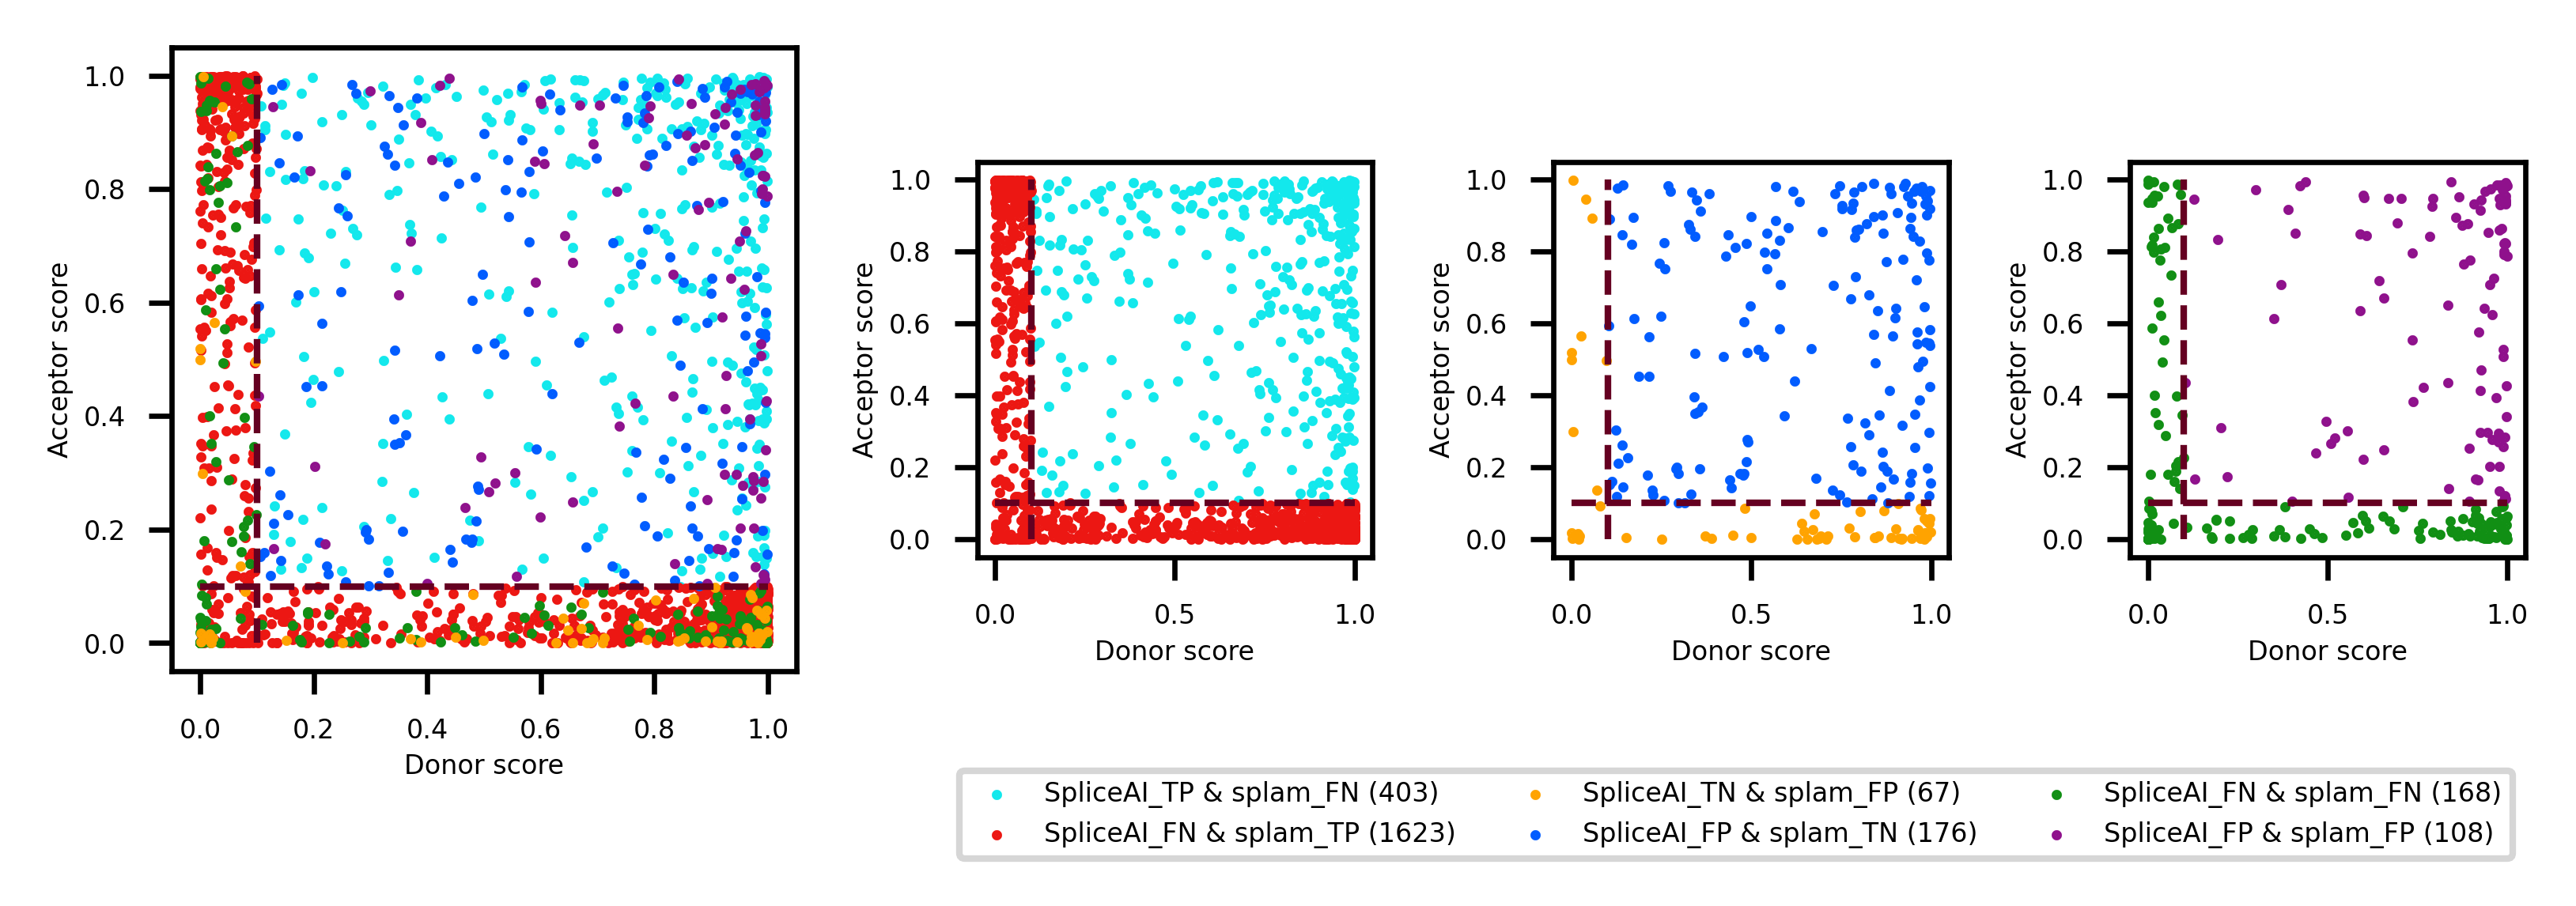 1.0
0.8
0.6
0.4
0.2
0.0
Acceptor score
0.0 0.2 0.4 0.6 0.8 1.0
Donor score
1.0
0.8
0.6
0.4
0.2
0.0
Acceptor score
0.0 0.5 1.0
Donor score
1.0
0.8
0.6
0.4
0.2
0.0
Acceptor score
0.0 0.5 1.0
Donor score
1.0
0.8
0.6
0.4
0.2
0.0
Acceptor score
0.0 0.5 1.0
Donor score
SpliceAI_TP & splam_FN (403)
SpliceAI_FN & splam_TP (1623)
SpliceAI_TN & splam_FP (67)
SpliceAI_FP & splam_TN (176)
SpliceAI_FN & splam_FN (168)
SpliceAI_FP & splam_FP (108)